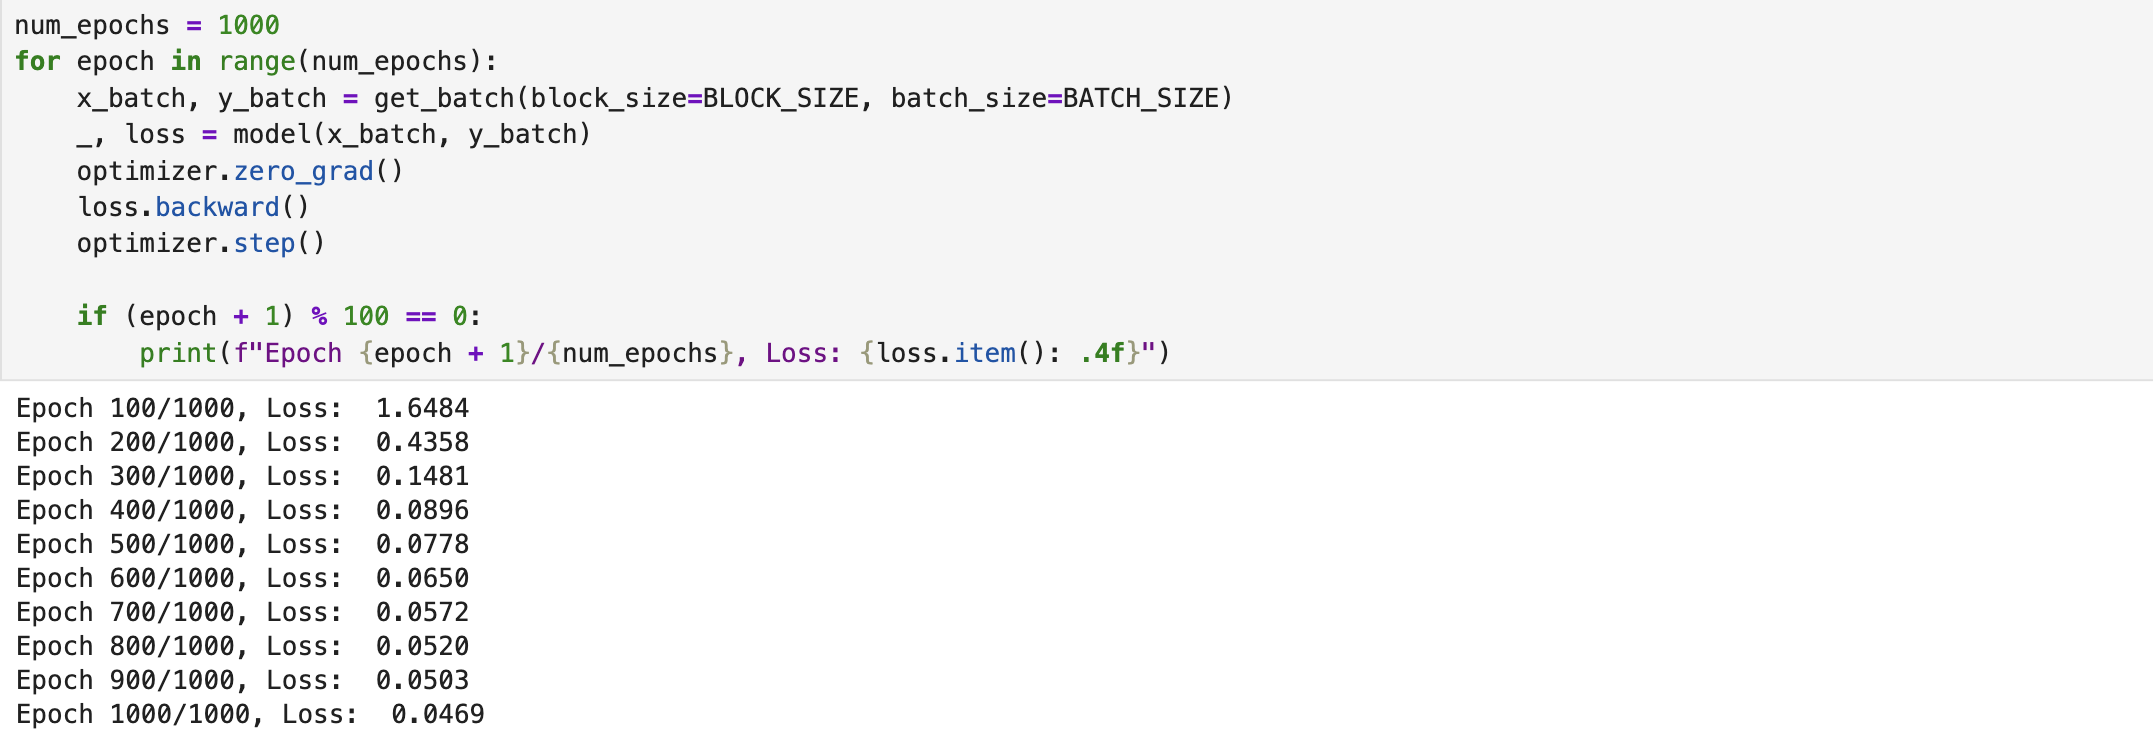 num_epochs = 1000
for epoch in range(num_epochs):
    x_batch, y_batch = get_batch(block_size=BLOCK_SIZE, batch_size=BATCH_SIZE)
    _, loss = model(x_batch, y_batch)
    optimizer.zero_grad()
    loss.backward()
    optimizer.step()

    if (epoch + 1) % 100 == 0:
        print(f"Epoch {epoch + 1}/{num_epochs}, Loss: {loss.item(): .4f}")
Epoch 100/1000, Loss:  1.6484
Epoch 200/1000, Loss:  0.4358
Epoch 300/1000, Loss:  0.1481
Epoch 400/1000, Loss:  0.0896
Epoch 500/1000, Loss:  0.0778
Epoch 600/1000, Loss:  0.0650
Epoch 700/1000, Loss:  0.0572
Epoch 800/1000, Loss:  0.0520
Epoch 900/1000, Loss:  0.0503
Epoch 1000/1000, Loss:  0.0469